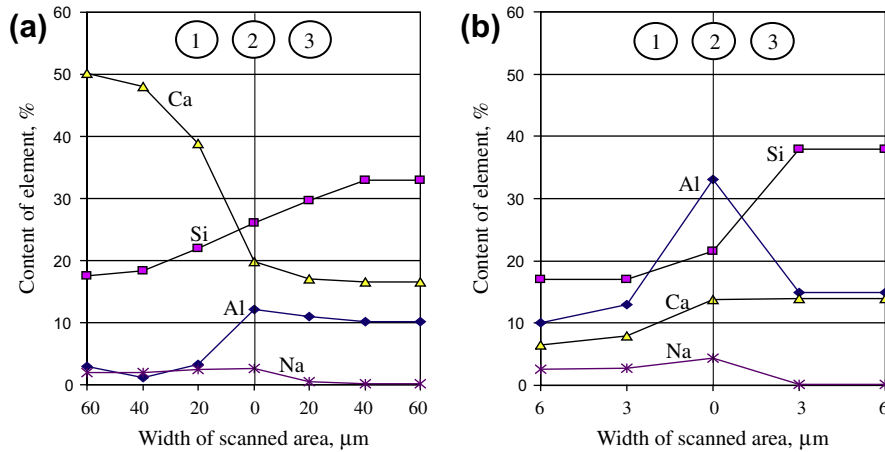 (a)
60
50
40
30
20
10
0
Content of element, %
1 2 3
Ca
Si
Al
Na
60 40 20 0 20 40 60
Width of scanned area, μm
(b)
60
50
40
30
20
10
0
Content of element, %
1 2 3
Si
Al
Ca
Na
6 3 0 3 6
Width of scanned area, μm